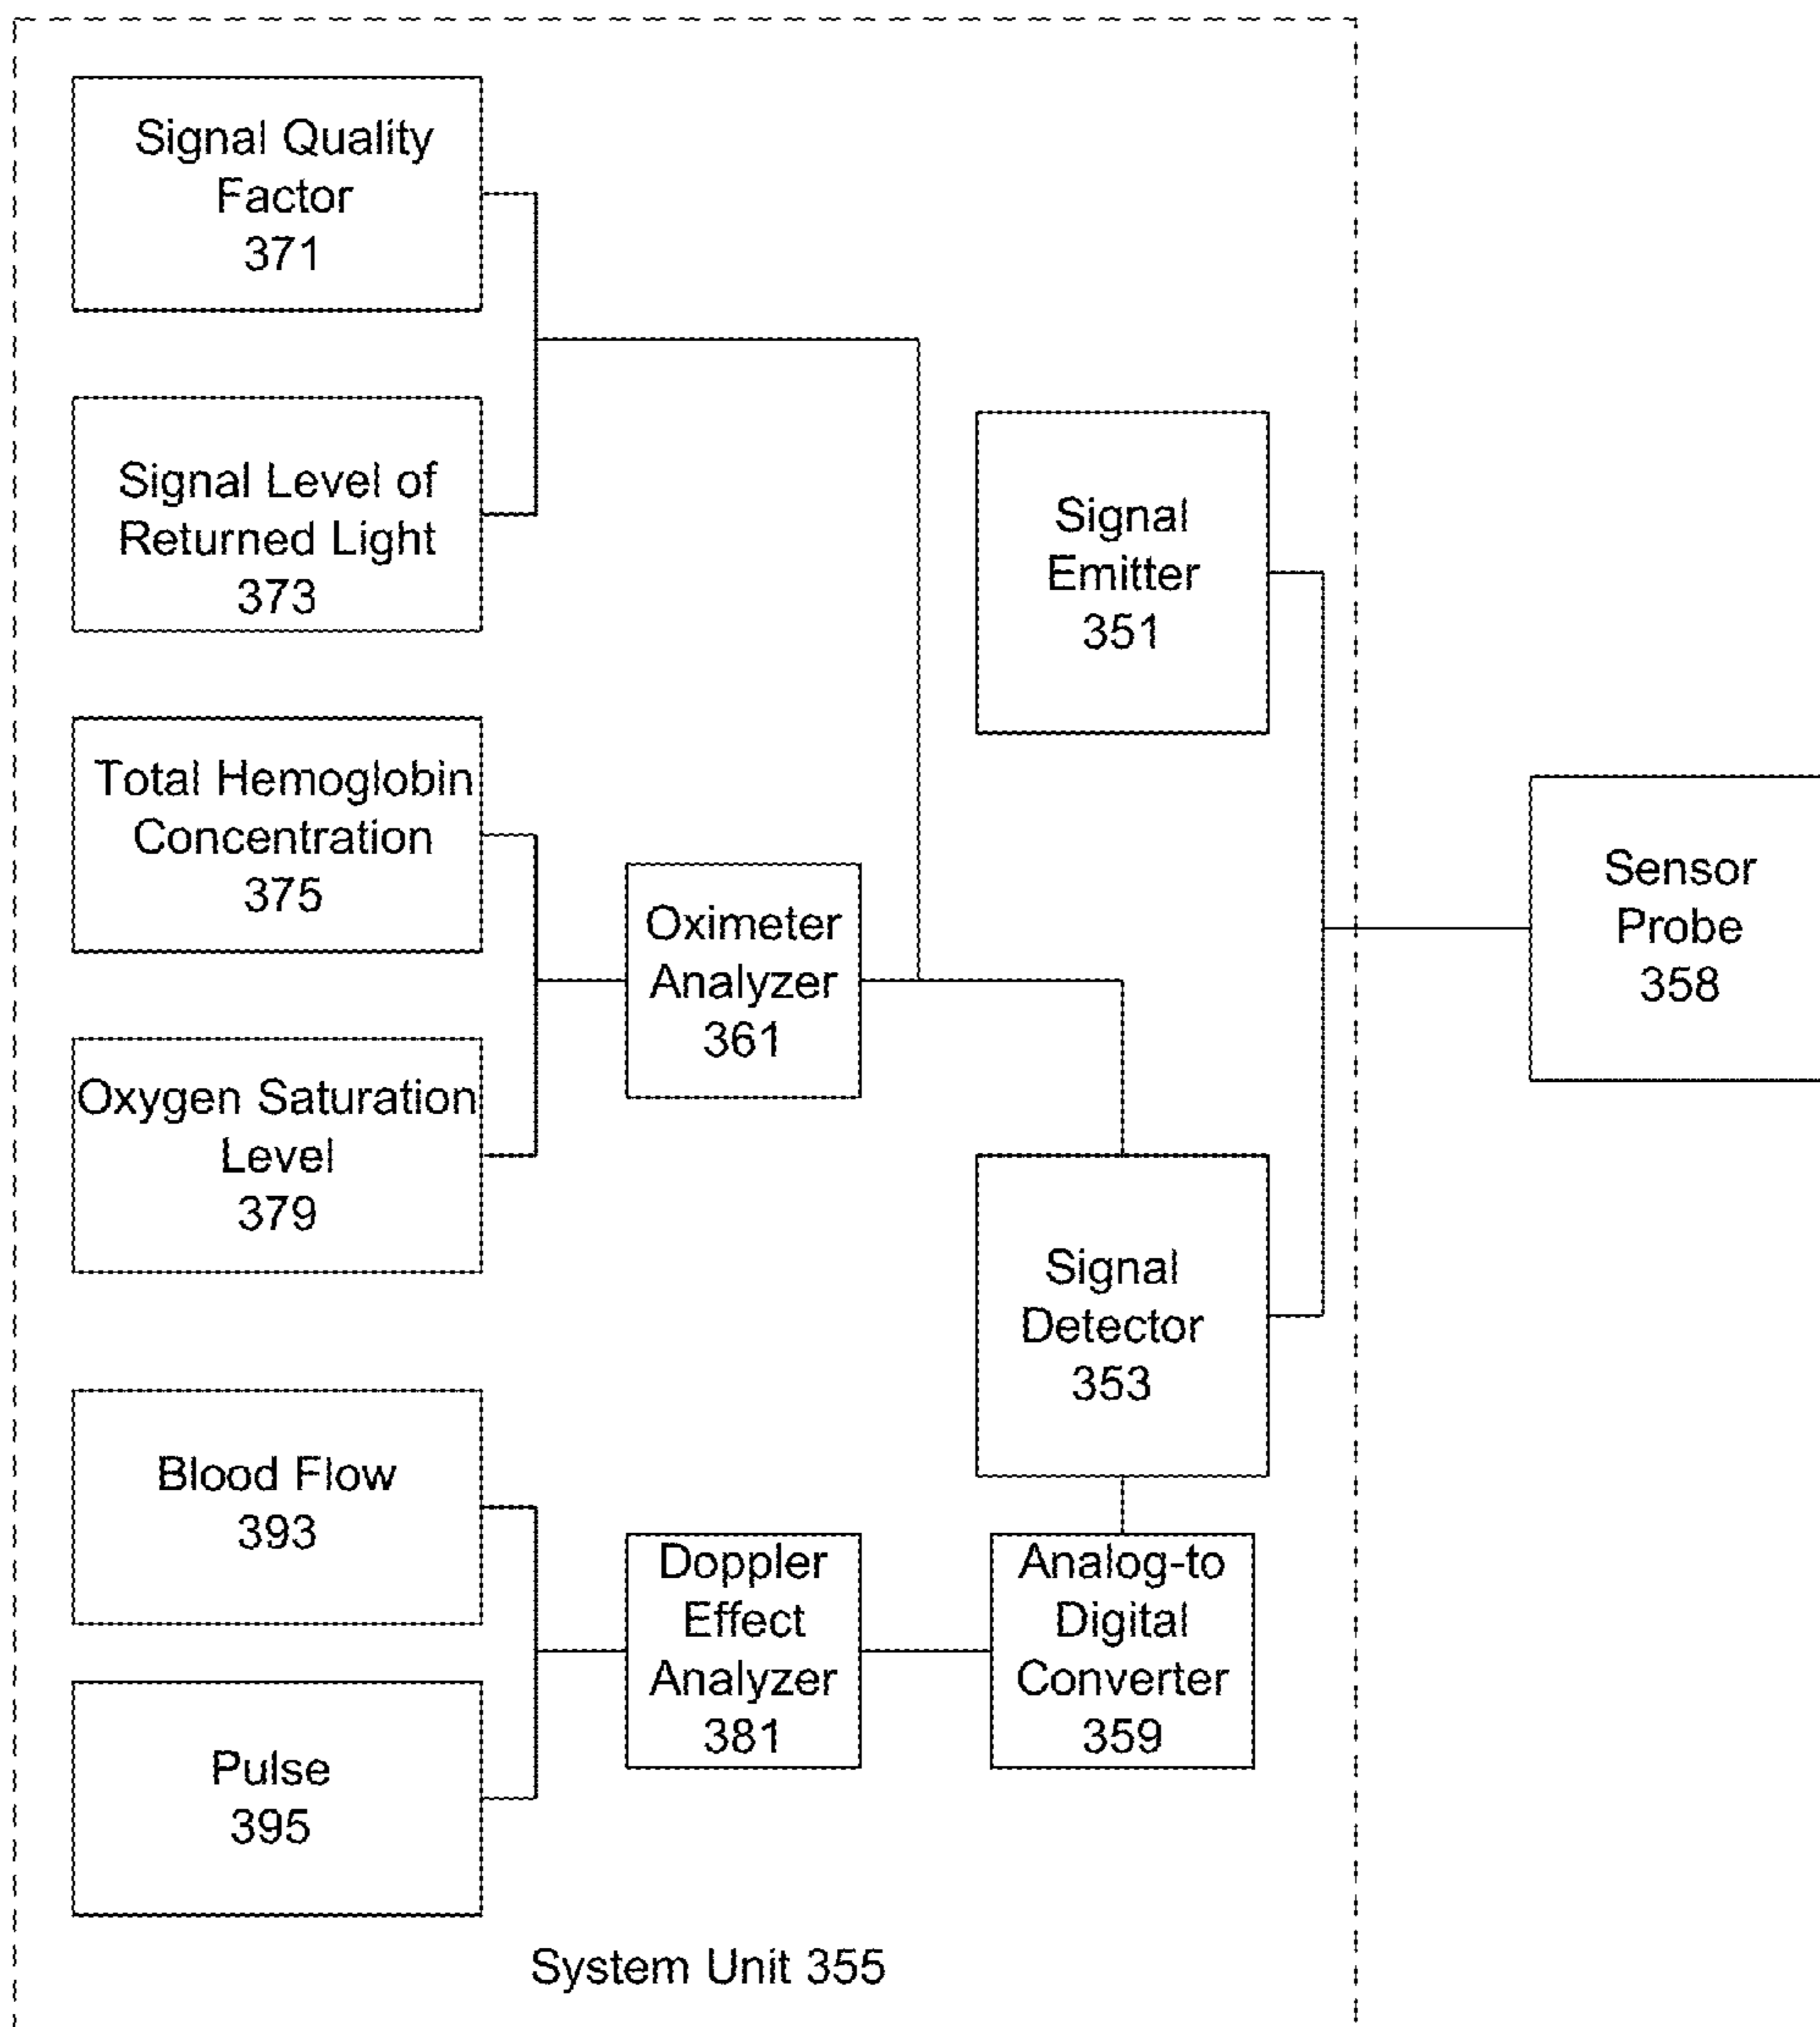 Signal Quality
Factor
371
Signal Level of
Returned Light
373
Signal
Emitter
351
Total Hemoglobin
Concentration
375
Oximeter
Analyzer
361
Sensor
Probe
358
Oxygen Saturation
Level
379
Signal
Detector
353
Blood Flow
393
Doppler
Effect
Analyzer
381
Analog-to
Digital
Converter
359
Pulse
395
System Unit 355